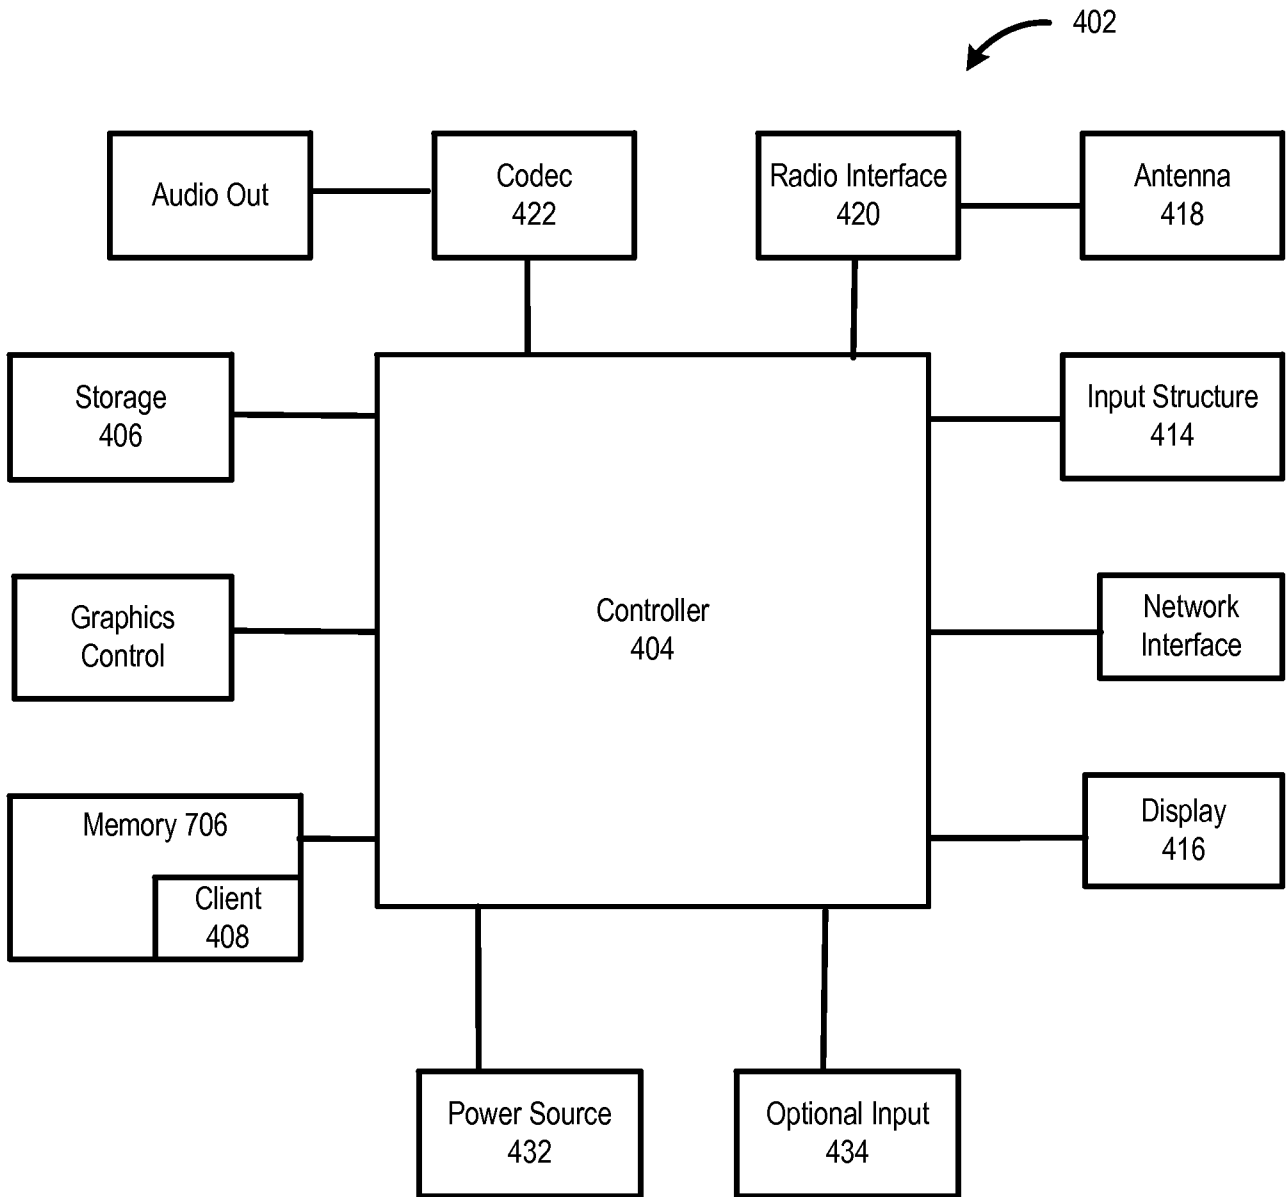 402
Audio Out
Codec
422
Radio Interface
420
Antenna
418
Storage
406
Input Structure
414
Graphics
Control
Controller
404
Network
Interface
Memory 706
Client
408
Display
416
Power Source
432
Optional Input
434